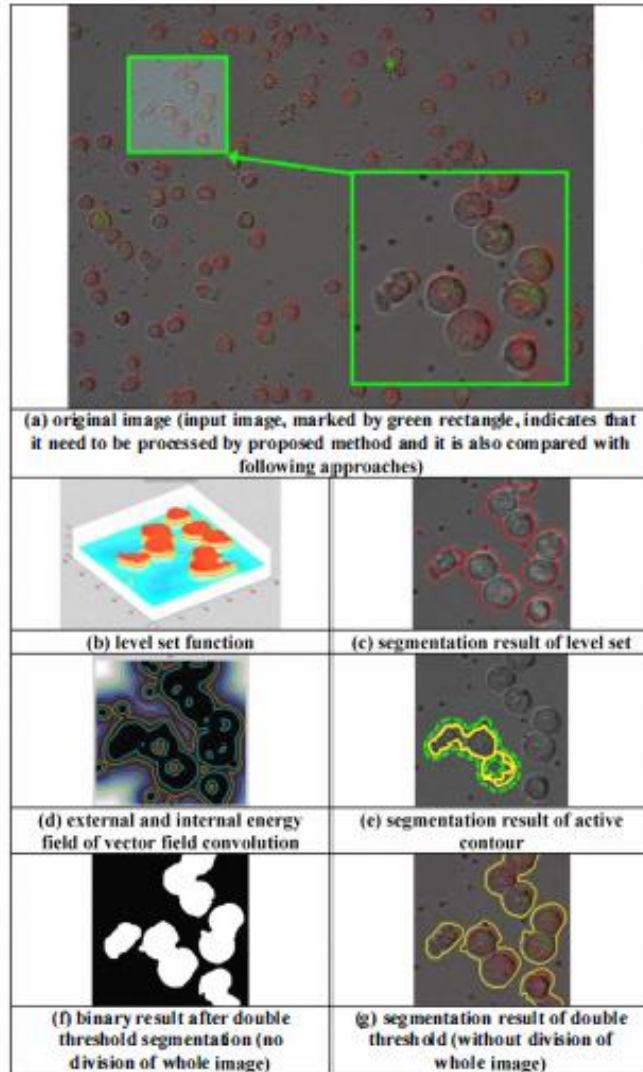 (a) original image (input image, marked by green rectangle, indicates that
it need to be processed by proposed method and it is also compared with
following approaches)
(b) level set function
(c) segmentation result of level set
(d) external and internal energy
field of vector field convolution
(e) segmentation result of active
contour
(f) binary result after double
threshold segmentation (no
division of whole image)
(g) segmentation result of double
threshold (without division of
whole image)